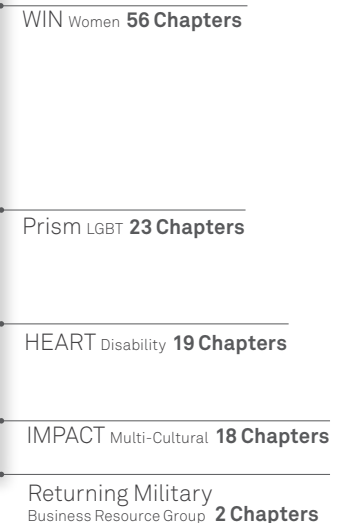 WIN Women 56 Chapters
Prism LGBT 23 Chapters
HEART Disability 19 Chapters
IMPACT Multi-Cultural 18 Chapters
Returning Military
Business Resource Group 2 Chapters